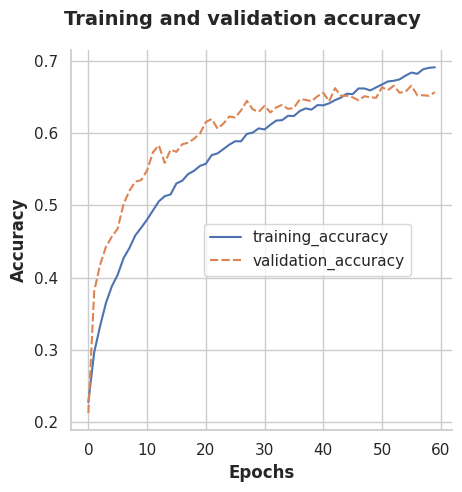 Training and validation accuracy
Accuracy
0.7
0.6
0.5
0.4
0.3
0.2
training_accuracy
validation_accuracy
0 10 20 30 40 50 60
Epochs